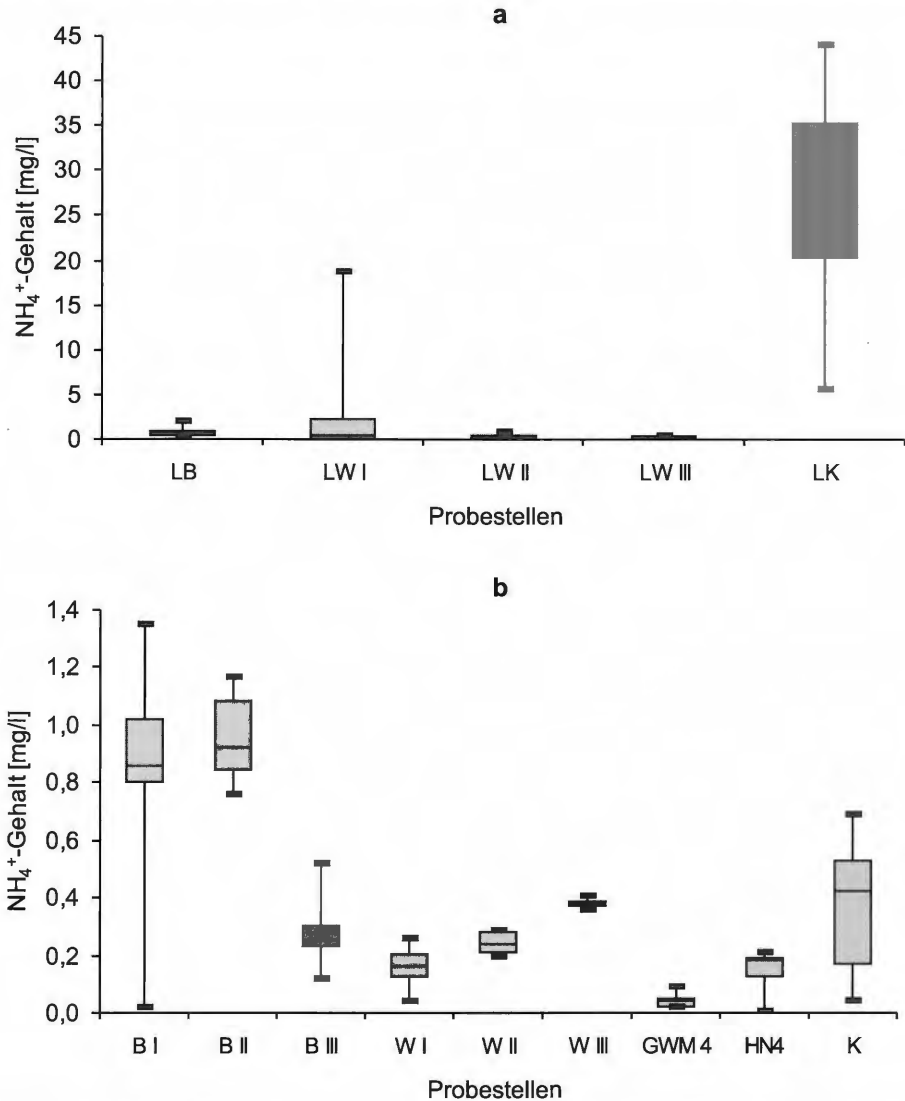 a
NH₄⁺-Gehalt [mg/l]
45
40
35
30
25
20
15
10
5
0
LB LW I LW II LW III LK
Probestellen
b
NH₄⁺-Gehalt [mg/l]
1,4
1,2
1,0
0,8
0,6
0,4
0,2
0,0
B I B II B III W I W II W III GWM 4 HN4 K
Probestellen